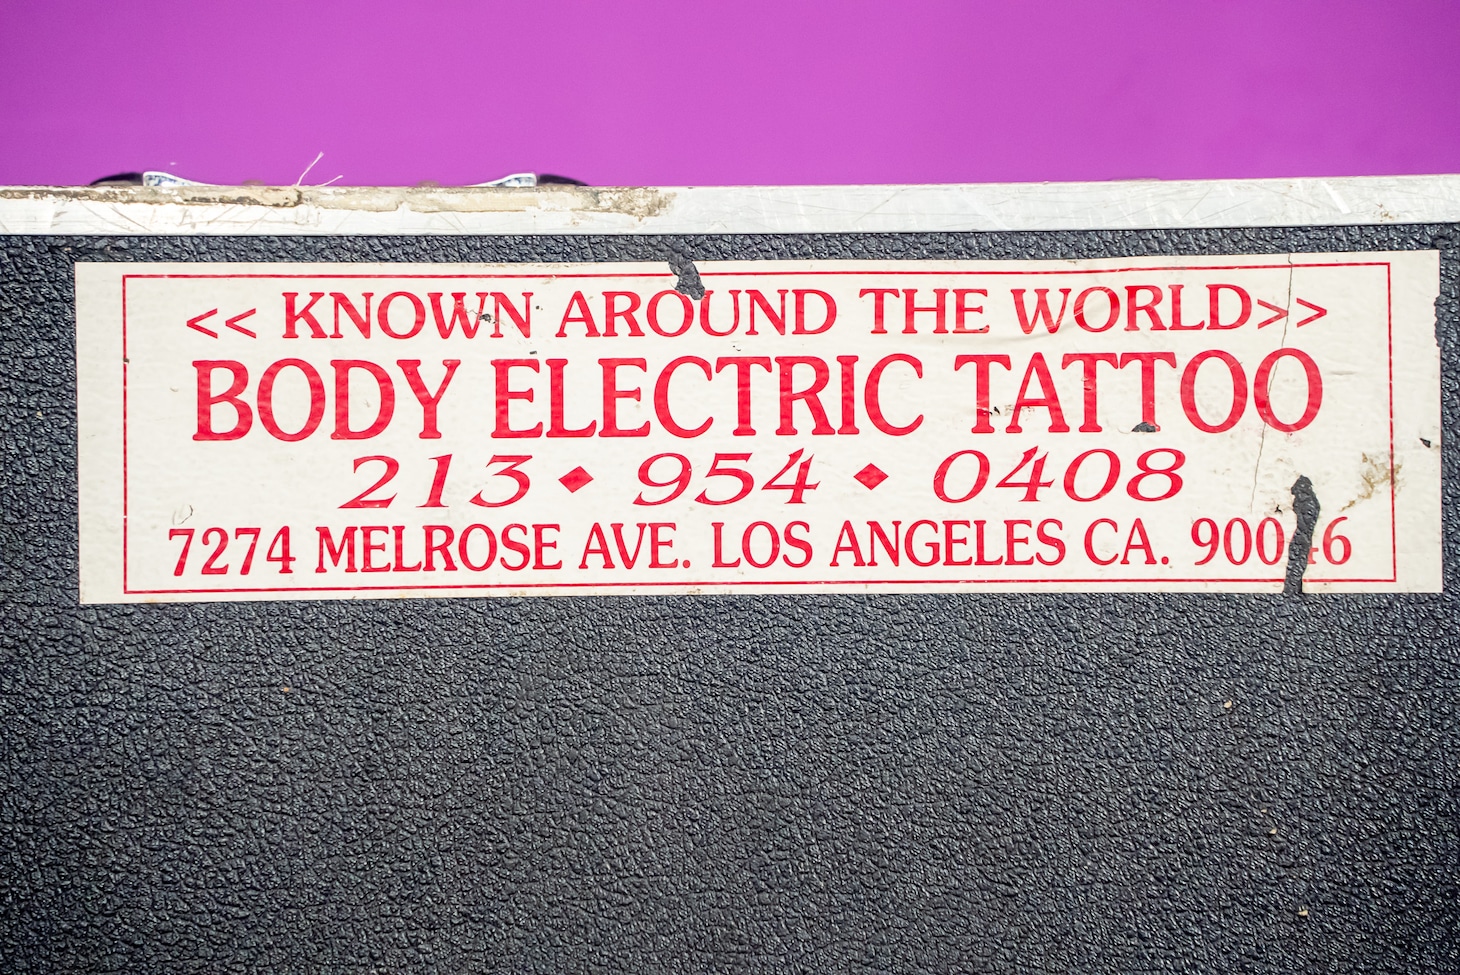 << KNOWN AROUND THE WORLD>>
BODY ELECTRIC TATTOO
213 ♦ 954 ♦ 0408
7274 MELROSE AVE. LOS ANGELES CA.